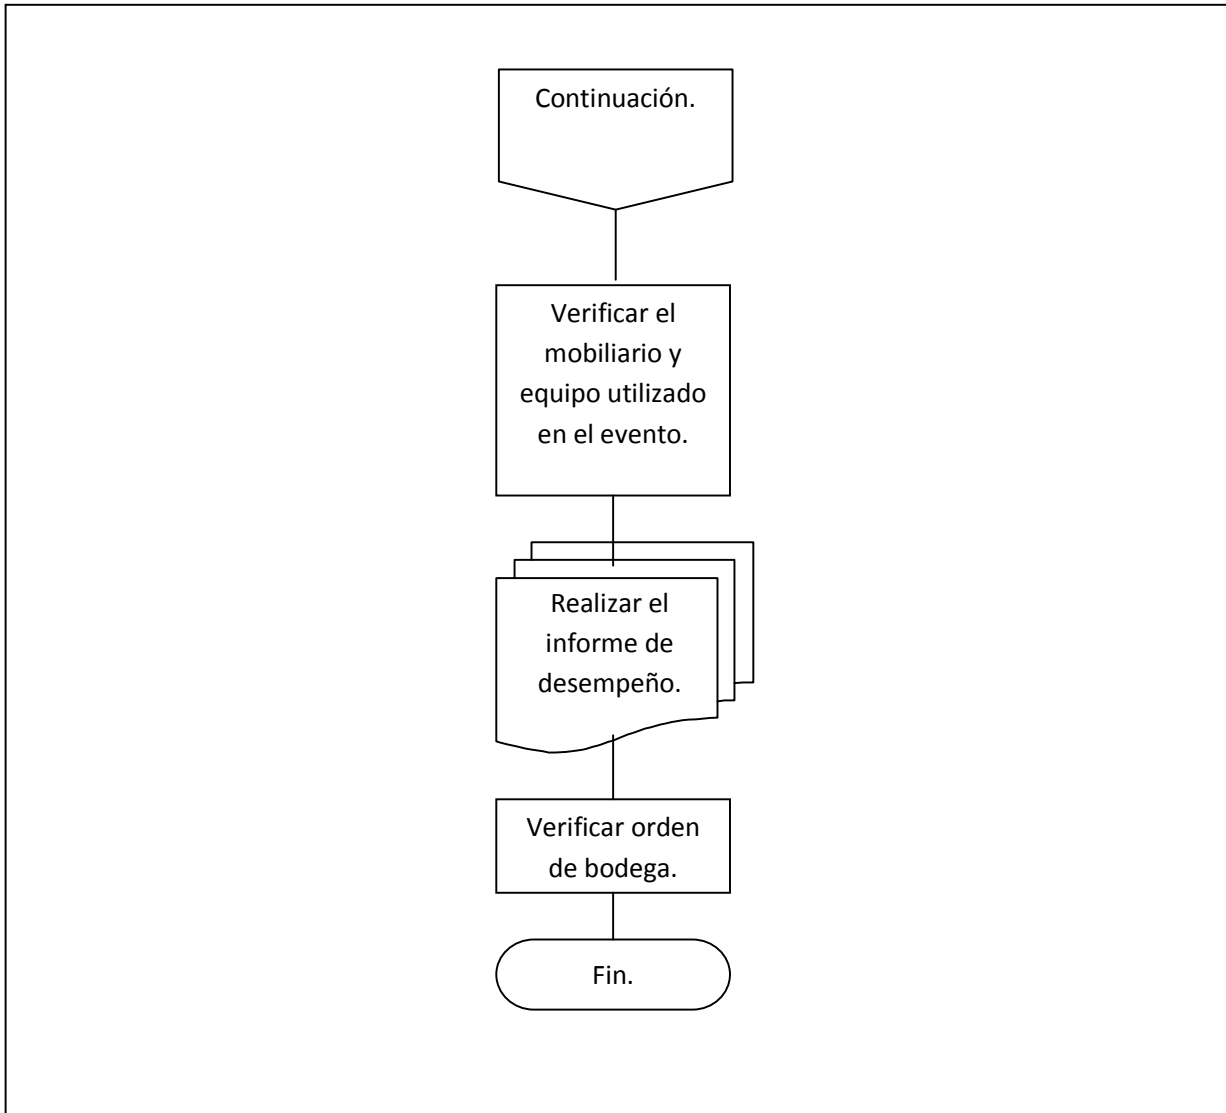 Continuación.
Verificar el
mobiliario y
equipo utilizado
en el evento.
Realizar el
informe de
desempeño.
Verificar orden
de bodega.
Fin.